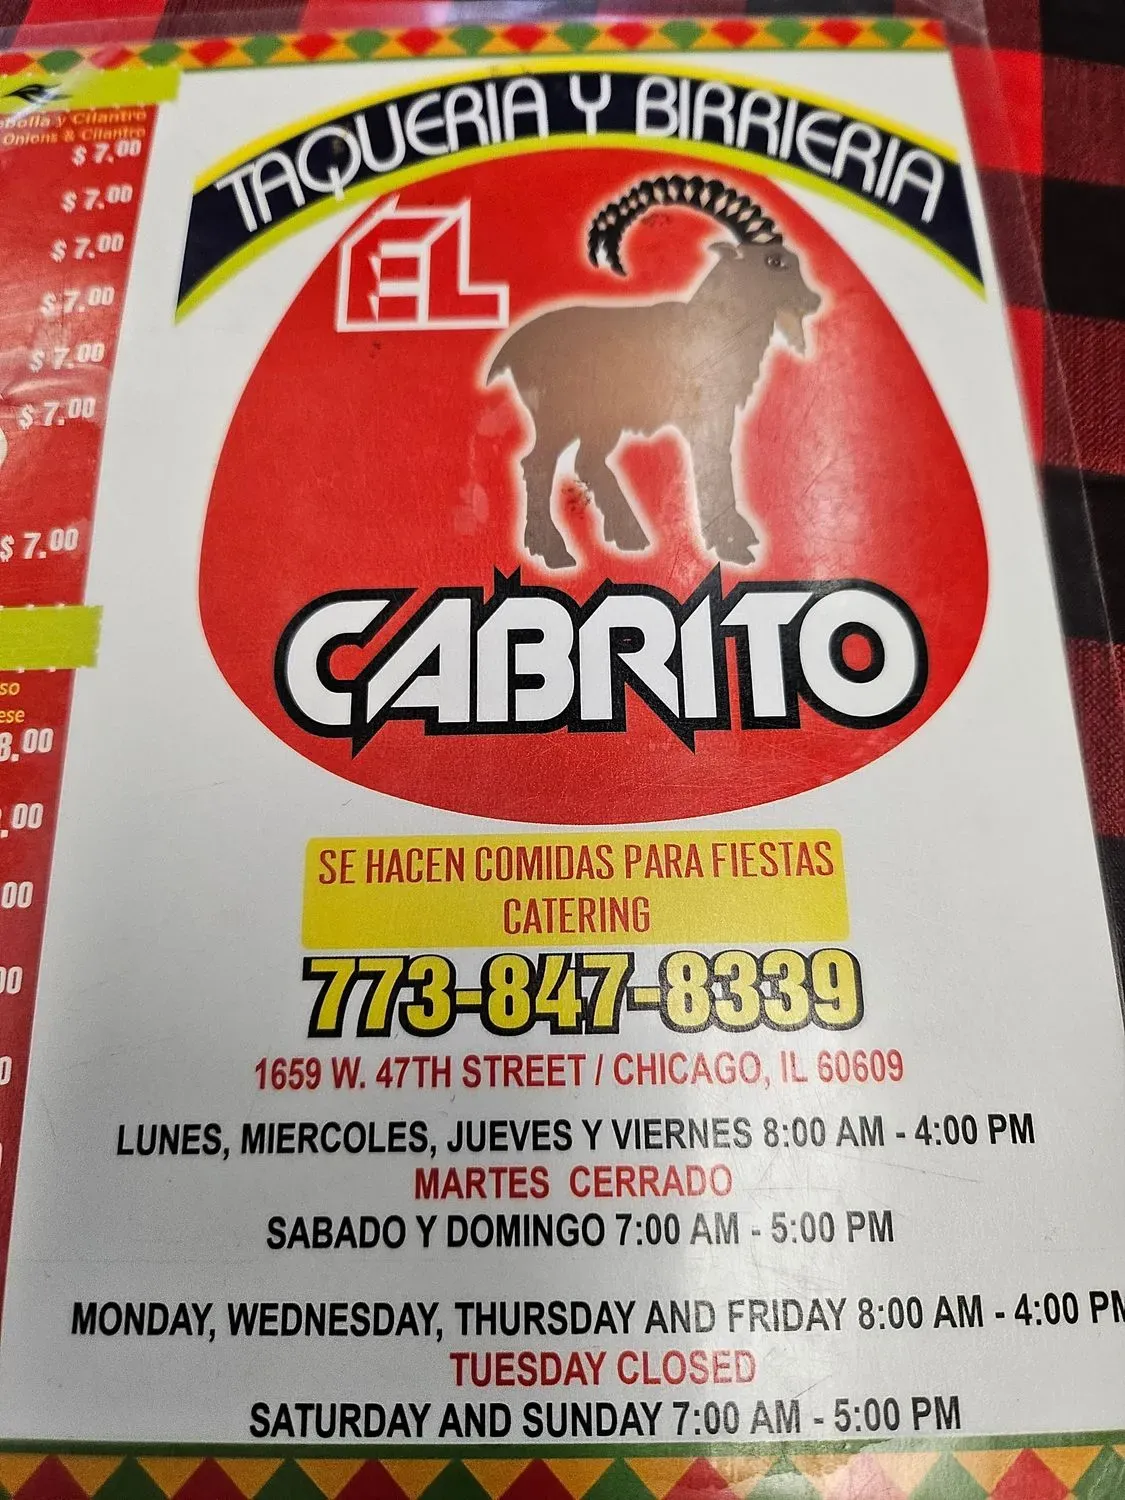 TAQUERIA Y BIRRIERIA
EL
CABRITO
SE HACEN COMIDAS PARA FIESTAS
CATERING
773-847-8339
1659 W. 47TH STREET / CHICAGO, IL 60609
LUNES, MIERCOLES, JUEVES Y VIERNES 8:00 AM - 4:00 PM
MARTES CERRADO
SABADO Y DOMINGO 7:00 AM - 5:00 PM
MONDAY, WEDNESDAY, THURSDAY AND FRIDAY 8:00 AM - 4:00 PM
TUESDAY CLOSED
SATURDAY AND SUNDAY 7:00 AM - 5:00 PM
y Cilantro
Onions & Cilantro
$ 7.00
$ 7.00
$ 7.00
$ 7.00
$ 7.00
$ 7.00
$ 7.00